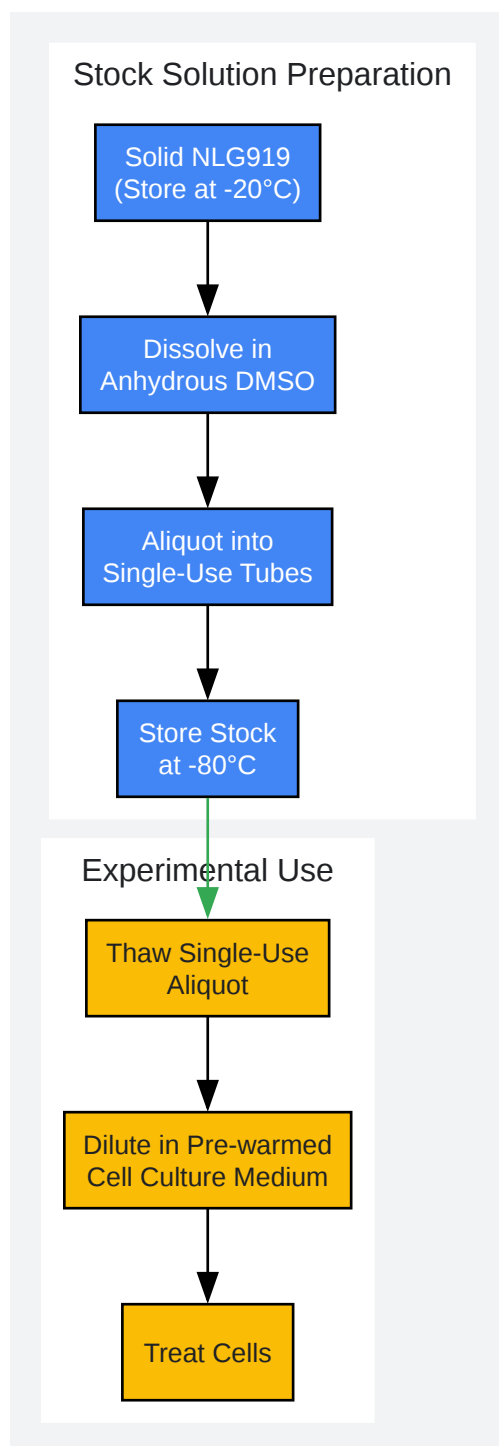 Stock Solution Preparation
Solid NLG919
(Store at -20°C)
Dissolve in
Anhydrous DMSO
Aliquot into
Single-Use Tubes
Store Stock
at -80°C
Experimental Use
Thaw Single-Use
Aliquot
Dilute in Pre-warmed
Cell Culture Medium
Treat Cells